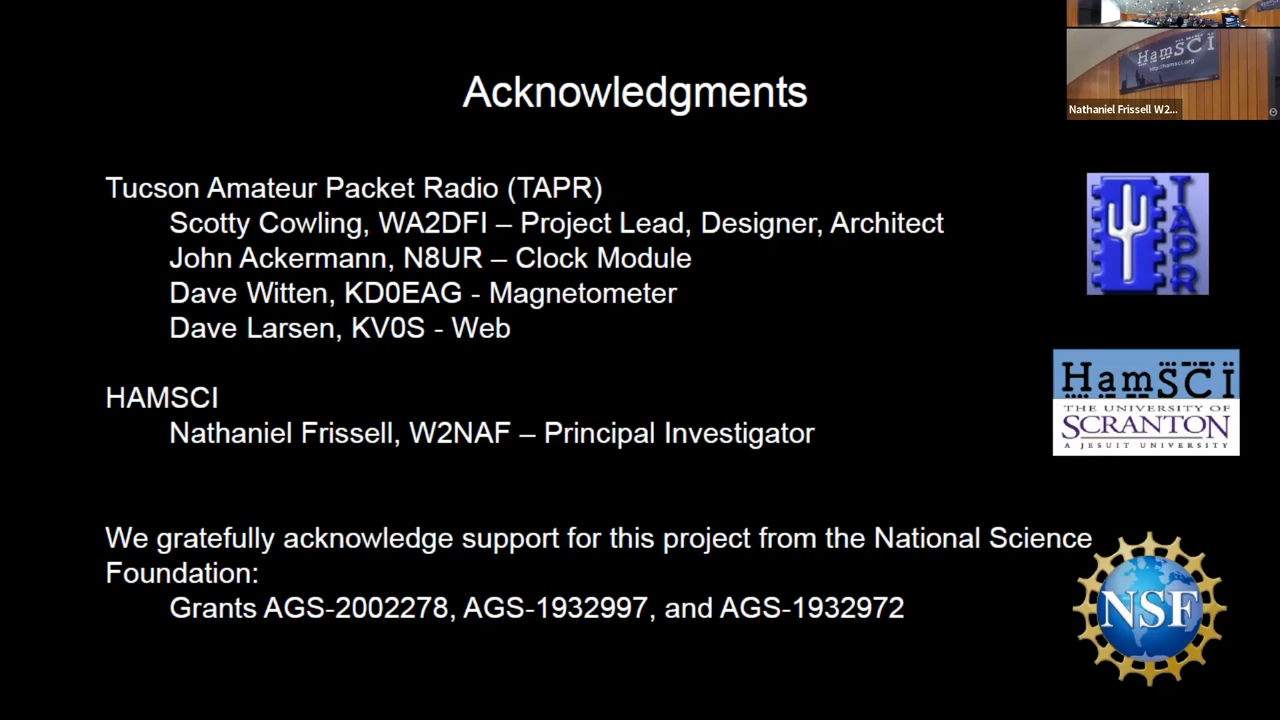 Acknowledgments
HamSCI
http://hamsci.org
Nathaniel Frissell W2...
Tucson Amateur Packet Radio (TAPR)
Scotty Cowling, WA2DFI – Project Lead, Designer, Architect
John Ackermann, N8UR – Clock Module
Dave Witten, KD0EAG - Magnetometer
Dave Larsen, KV0S - Web
TAPR
HAMSCI
Nathaniel Frissell, W2NAF – Principal Investigator
HamSCI
THE UNIVERSITY OF
SCRANTON
A JESUIT UNIVERSITY
We gratefully acknowledge support for this project from the National Science
Foundation:
Grants AGS-2002278, AGS-1932997, and AGS-1932972
NSF